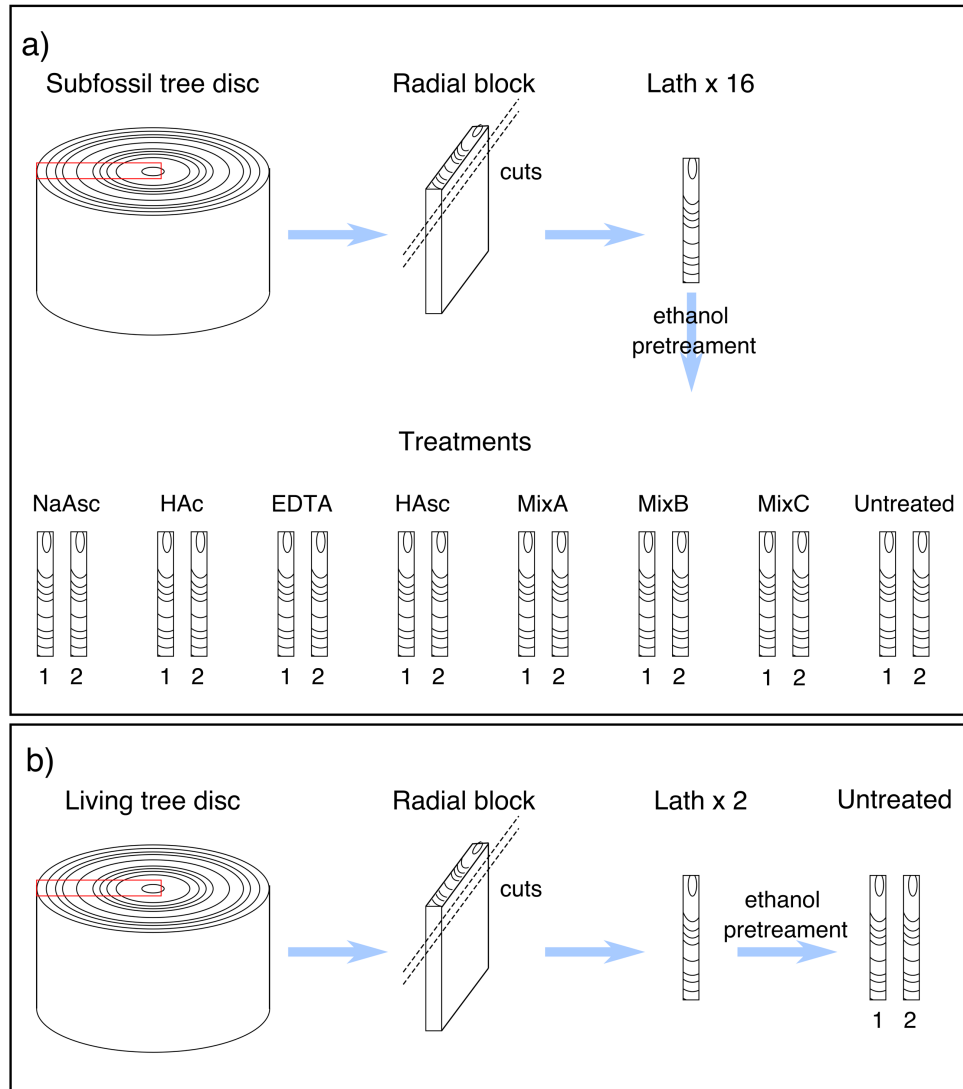 a)
Subfossil tree disc
Radial block
Lath x 16
cuts
ethanol
pretreament
Treatments
NaAsc
HAc
EDTA
HAsc
MixA
MixB
MixC
Untreated
1 2 1 2 1 2 1 2 1 2 1 2 1 2 1 2
b)
Living tree disc
Radial block
Lath x 2
Untreated
cuts
ethanol
pretreament
1 2